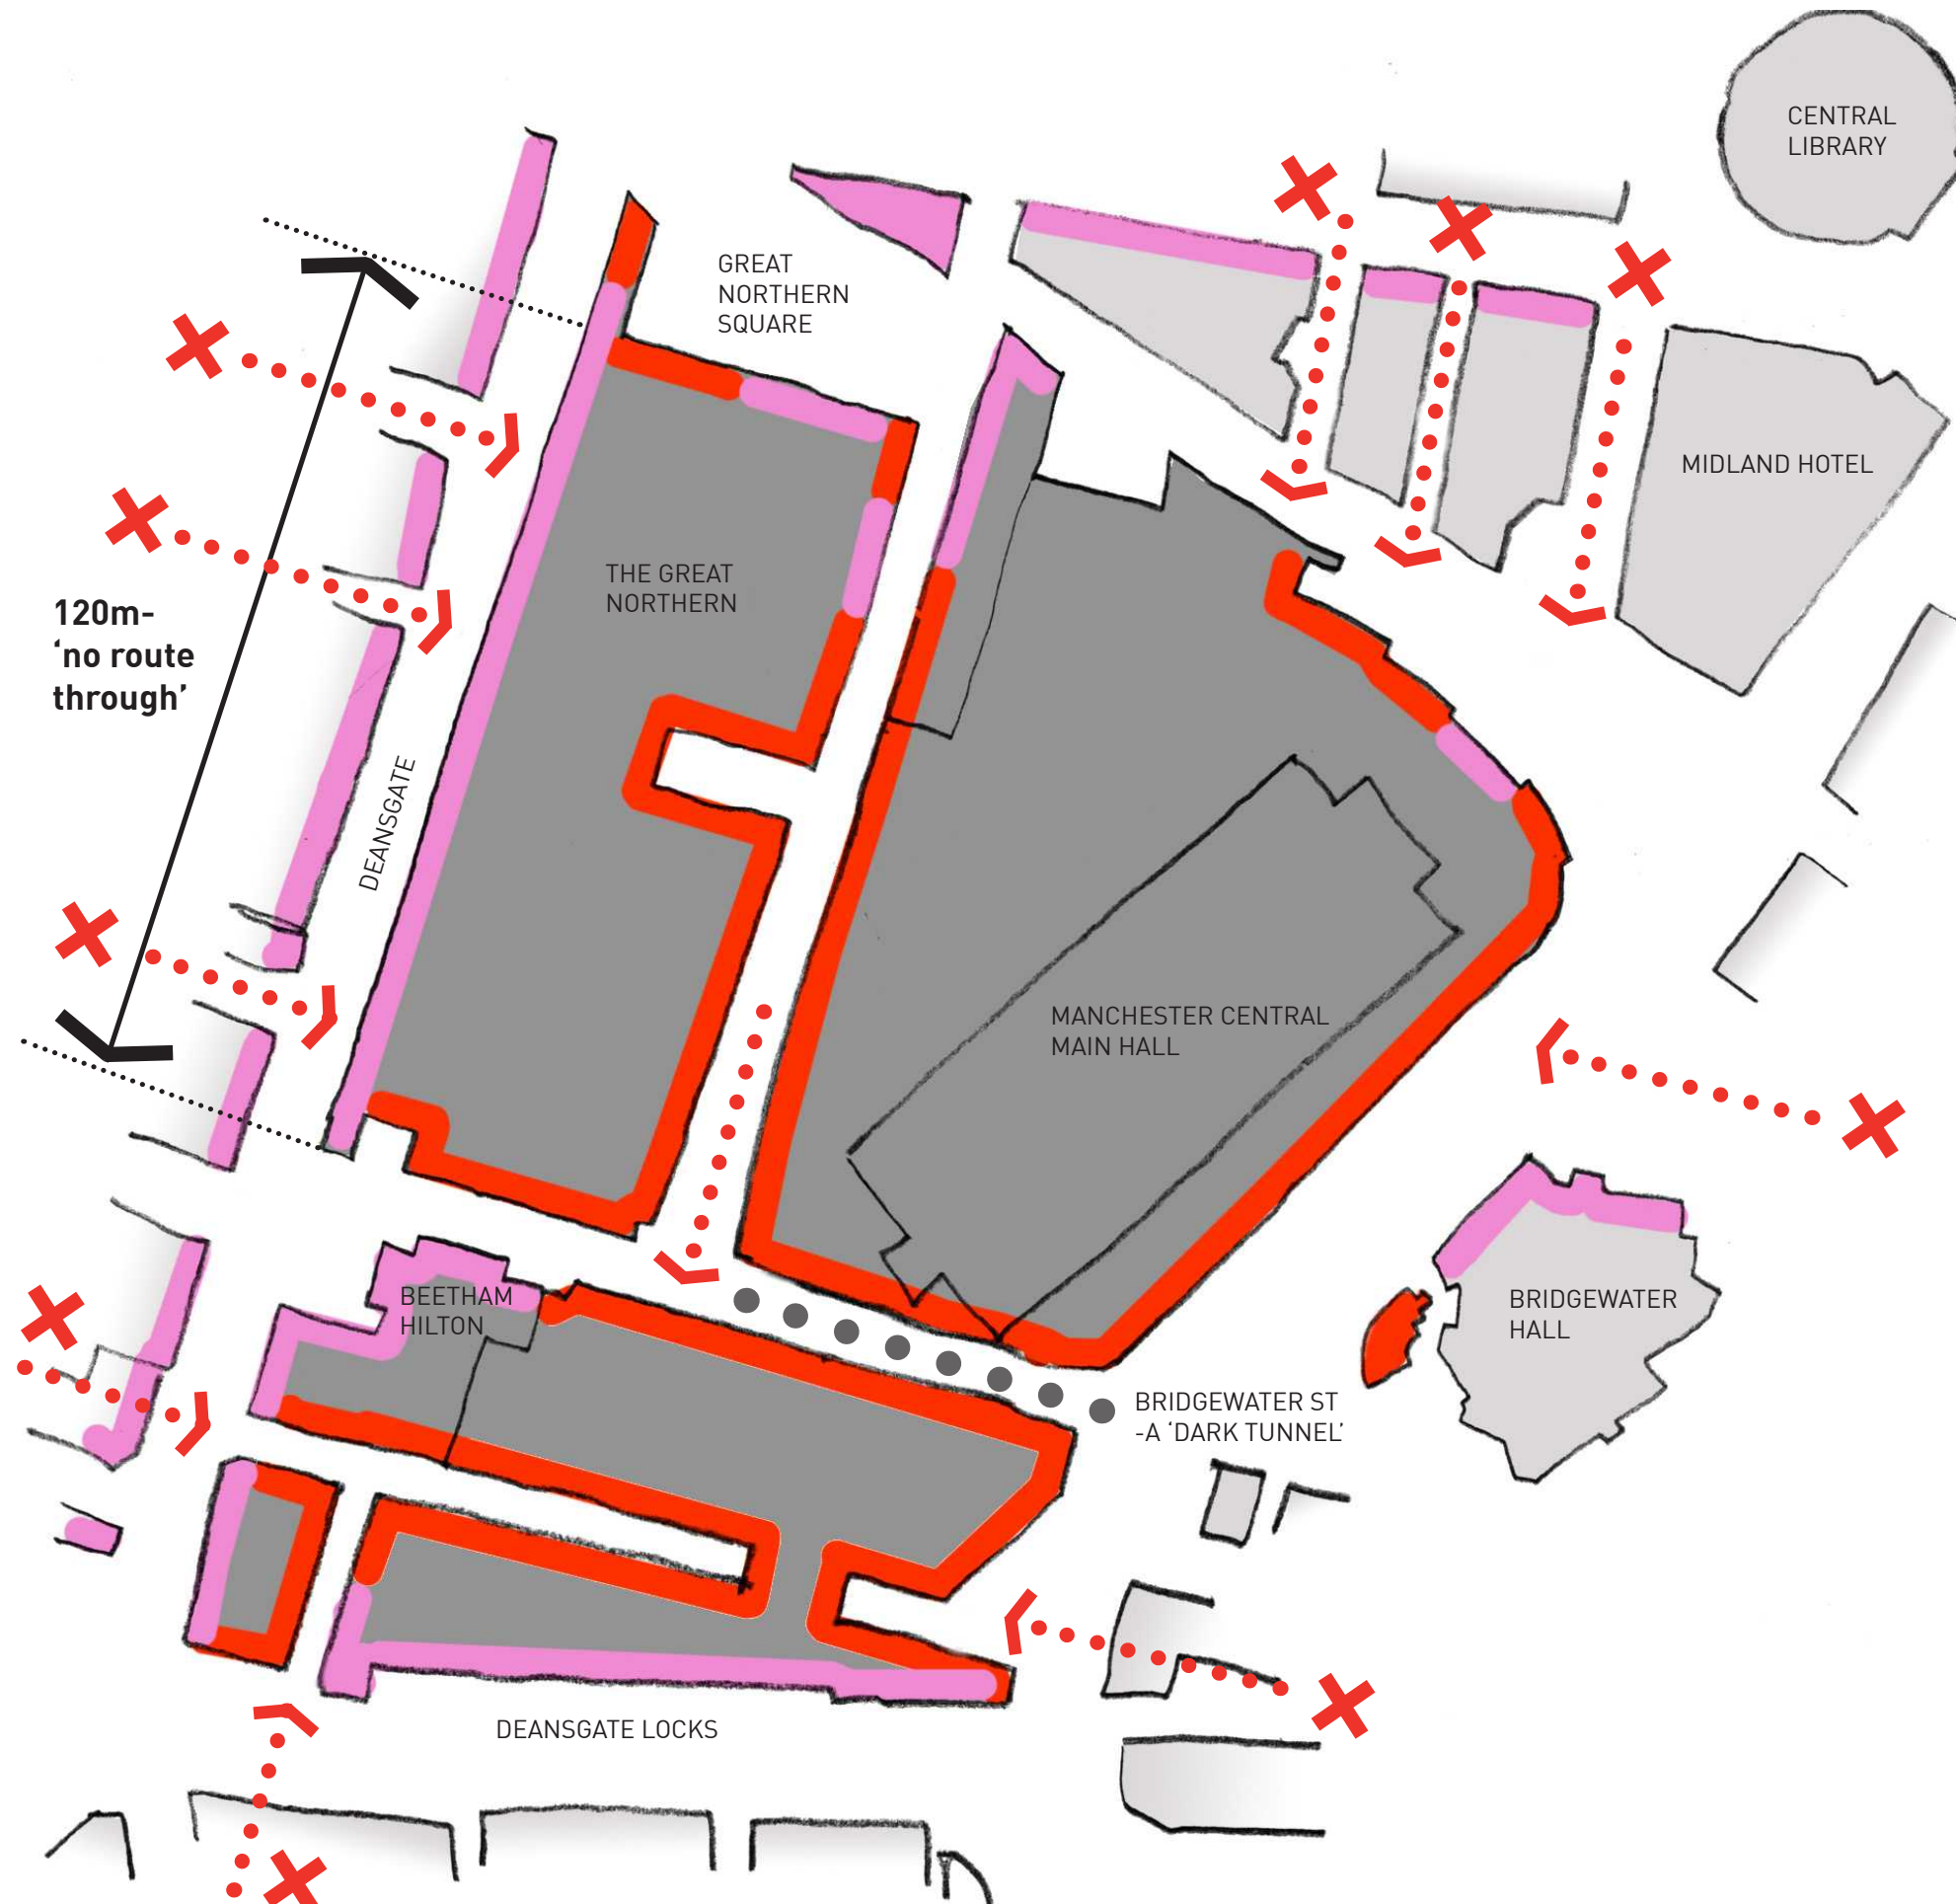 CENTRAL
LIBRARY
GREAT
NORTHERN
SQUARE
MIDLAND HOTEL
THE GREAT
NORTHERN
120m-
‘no route
through’
DEANSGATE
MANCHESTER CENTRAL
MAIN HALL
BEETHAM
HILTON
BRIDGEWATER
HALL
BRIDGEWATER ST
-A ‘DARK TUNNEL’
DEANSGATE LOCKS